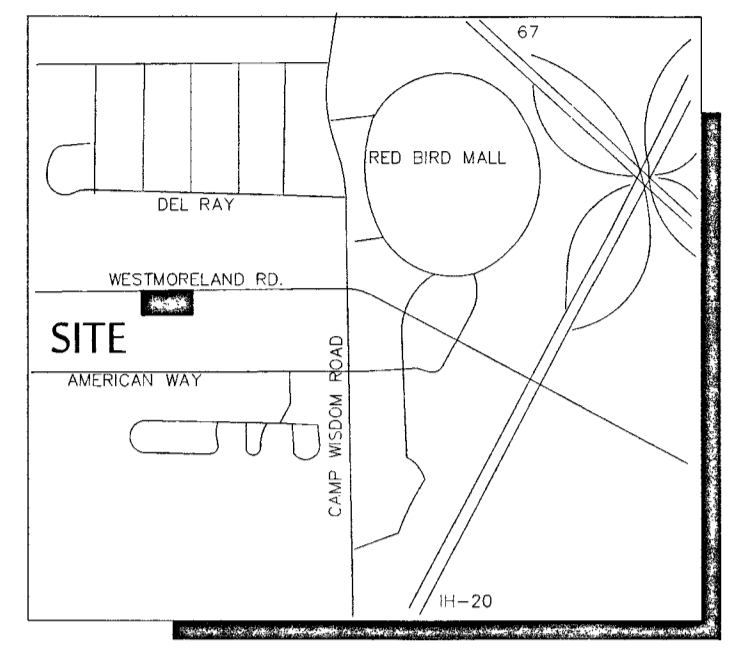 67
RED BIRD MALL
DEL RAY
WESTMORELAND RD.
SITE
AMERICAN WAY
CAMP WISDOM ROAD
IH-20